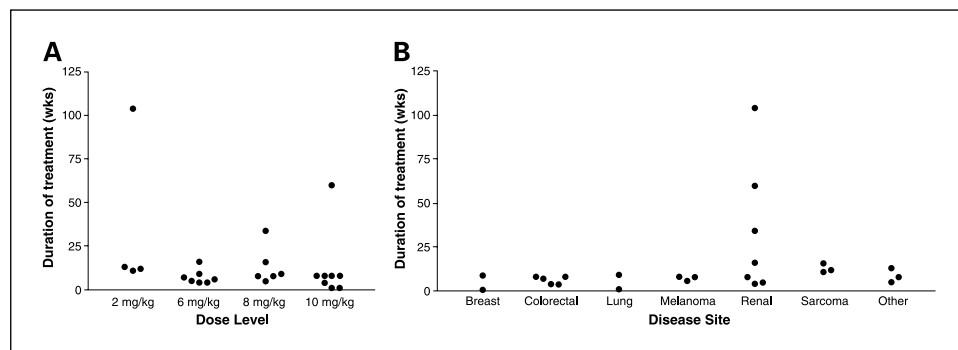 A
Duration of treatment (wks)
125
100
75
50
25
0
2 mg/kg 6 mg/kg 8 mg/kg 10 mg/kg
Dose Level
B
Duration of treatment (wks)
125
100
75
50
25
0
Breast Colorectal Lung Melanoma Renal Sarcoma Other
Disease Site